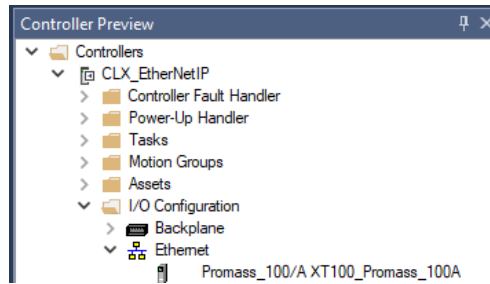 Controller Preview
Controllers
CLX_EtherNetIP
Controller Fault Handler
Power-Up Handler
Tasks
Motion Groups
Assets
I/O Configuration
Backplane
Ethernet
Promass_100/A XT100_Promass_100A